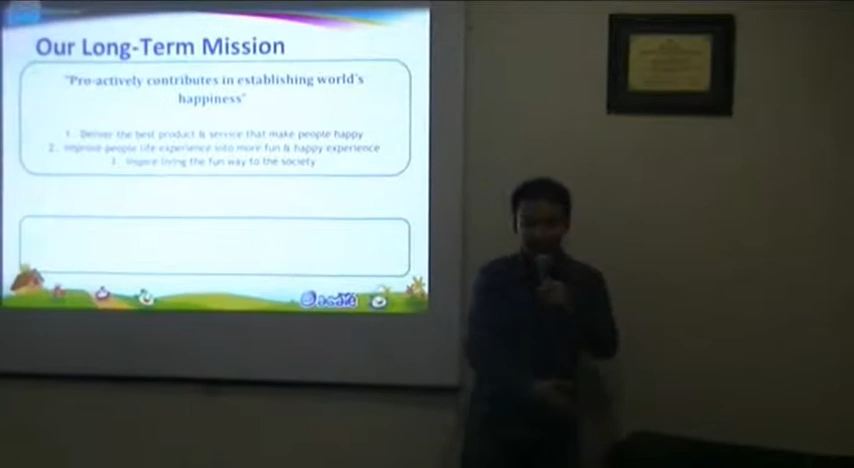 Our Long-Term Mission
"Pro-actively contributes in establishing world's
happiness"
1. Deliver the best product & service that make people happy
2. Improve people life experience into more fun & happy experience
3. Inspire living the fun way to the society